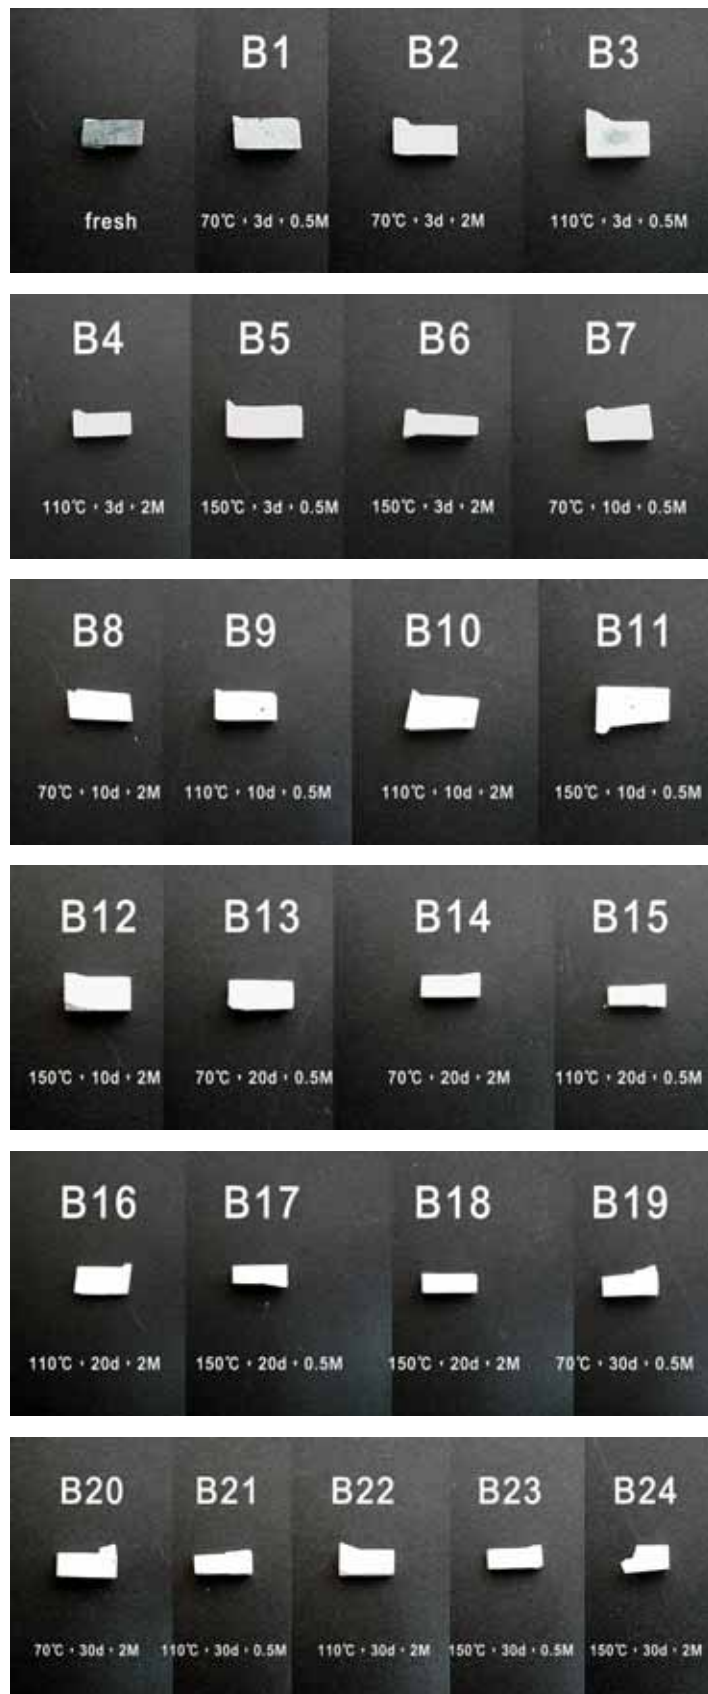 B1 B2 B3
fresh 70℃,3d,0.5M 70℃,3d,2M 110℃,3d,0.5M
B4 B5 B6 B7
110℃,3d,2M 150℃,3d,0.5M 150℃,3d,2M 70℃,10d,0.5M
B8 B9 B10 B11
70℃,10d,2M 110℃,10d,0.5M 110℃,10d,2M 150℃,10d,0.5M
B12 B13 B14 B15
150℃,10d,2M 70℃,20d,0.5M 70℃,20d,2M 110℃,20d,0.5M
B16 B17 B18 B19
110℃,20d,2M 150℃,20d,0.5M 150℃,20d,2M 70℃,30d,0.5M
B20 B21 B22 B23 B24
70℃,30d,2M 110℃,30d,0.5M 110℃,30d,2M 150℃,30d,0.5M 150℃,30d,2M